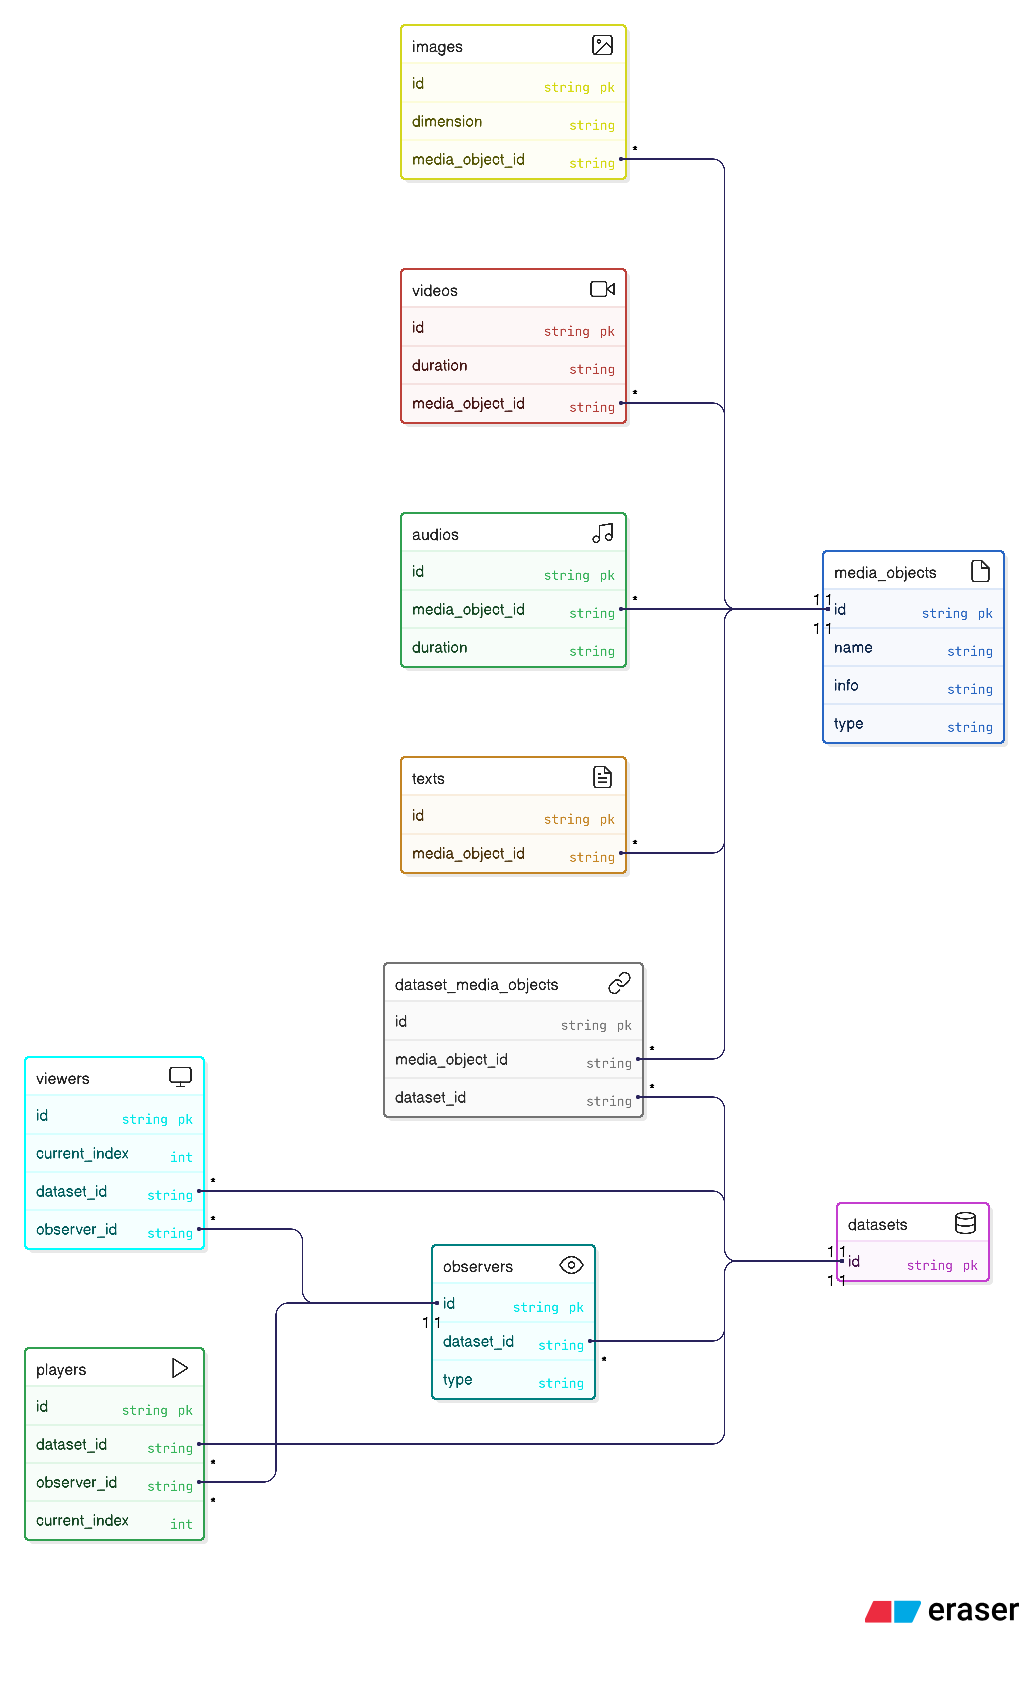 images
id string pk
dimension string
media_object_id string
*
videos
id string pk
duration string
media_object_id string
*
audios
id string pk
media_object_id string
duration string
*
media_objects
1 1
id string pk
1 1
name string
info string
type string
texts
id string pk
media_object_id string
*
dataset_media_objects
id string pk
media_object_id string
*
dataset_id string
*
viewers
id string pk
current_index int
dataset_id string
*
observer_id string
*
datasets
1 1
id string pk
1 1
observers
id string pk
1 1
dataset_id string
*
type string
players
id string pk
dataset_id string
*
observer_id string
*
current_index int
eraser